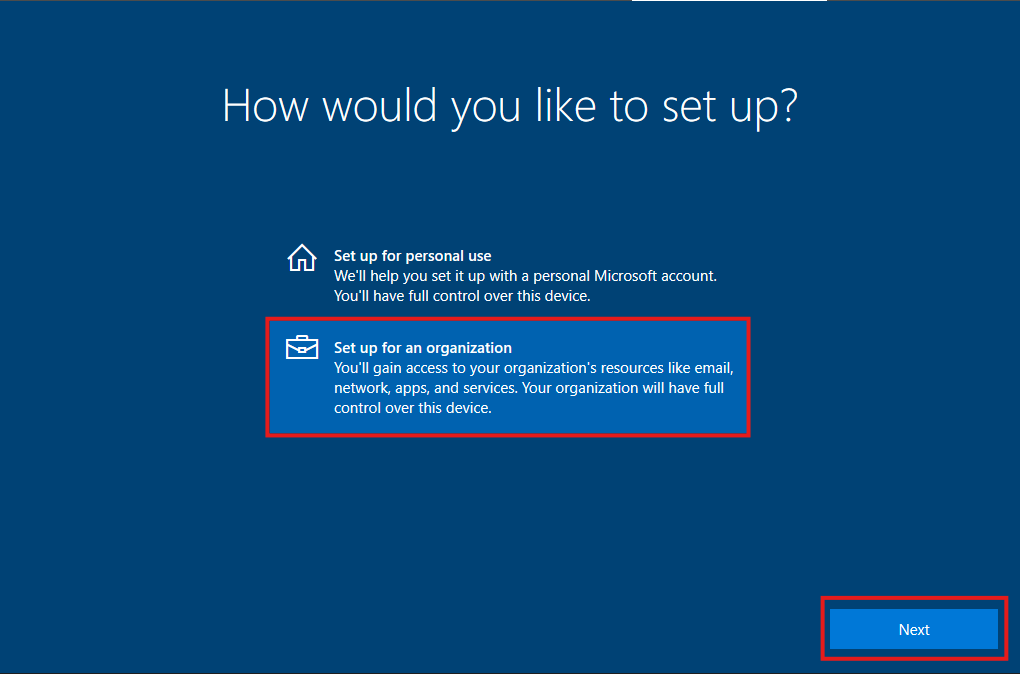 How would you like to set up?
Set up for personal use
We'll help you set it up with a personal Microsoft account.
You'll have full control over this device.
Set up for an organization
You'll gain access to your organization's resources like email,
network, apps, and services. Your organization will have full
control over this device.
Next